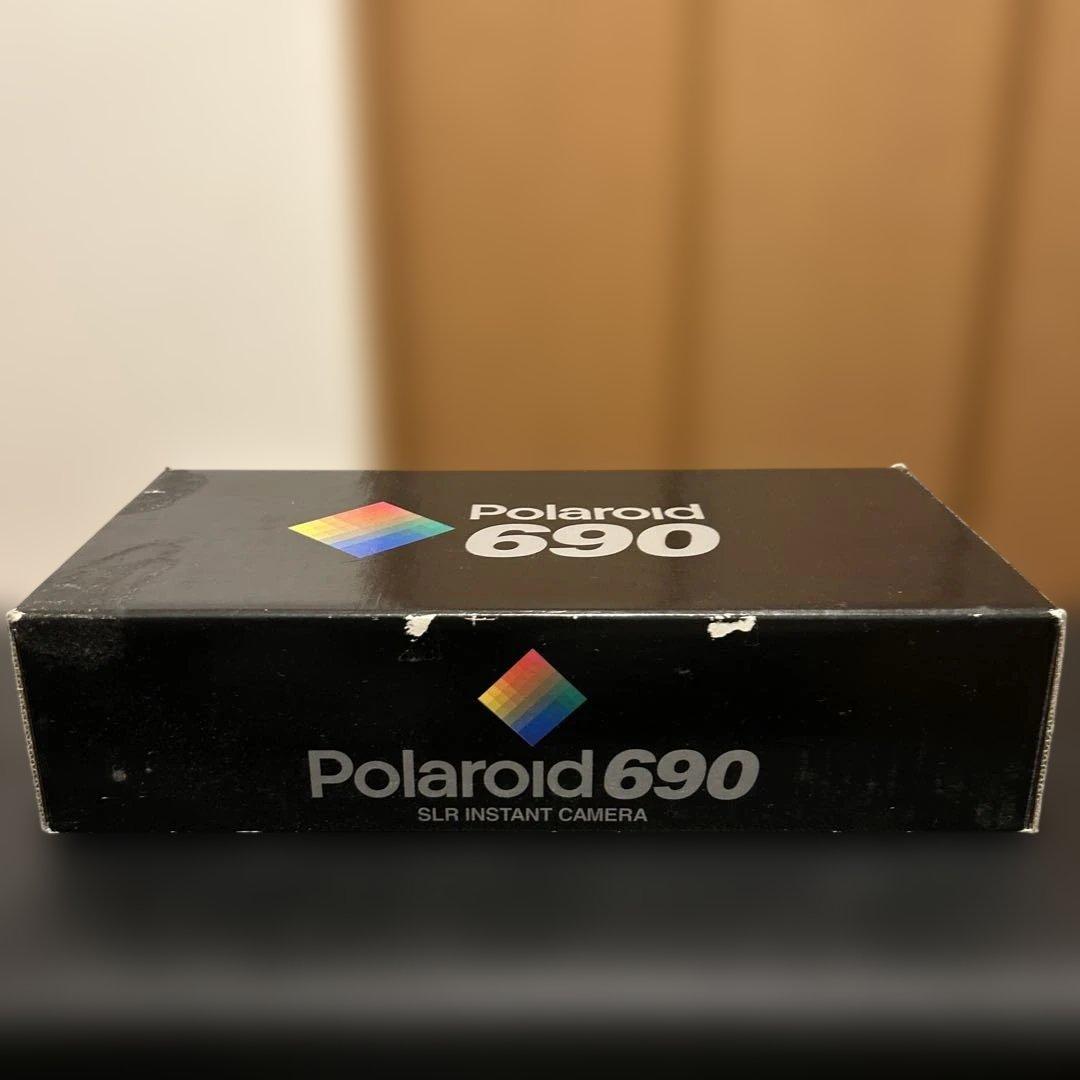 Polaroid
690
Polaroid 690
SLR INSTANT CAMERA